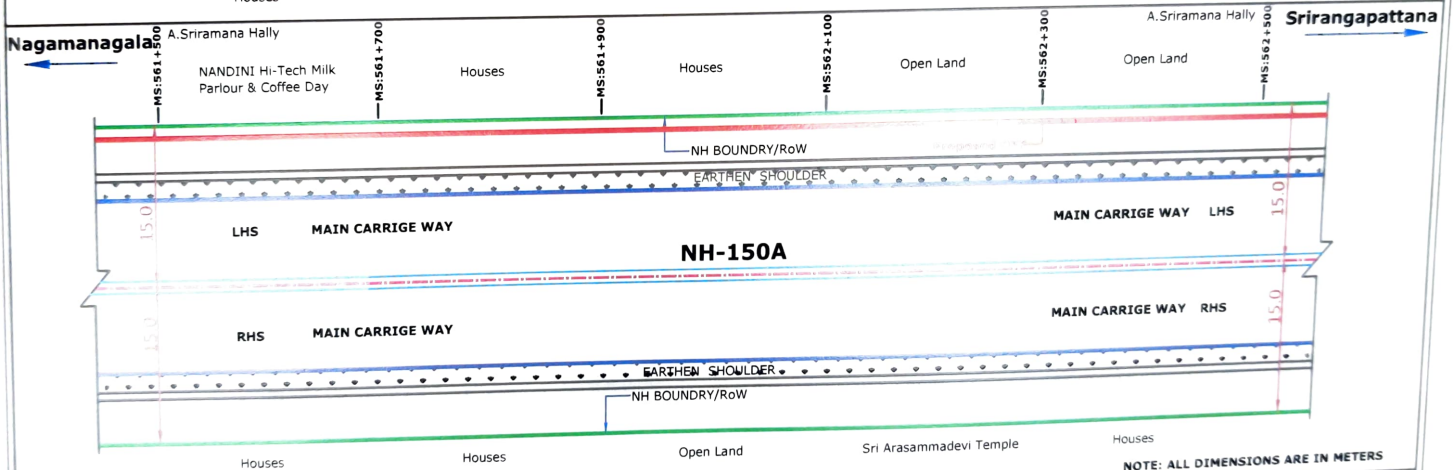 Nagamanagala
A.Sriramana Hally
MS:561+500
NANDINI Hi-Tech Milk
Parlour & Coffee Day
MS:561+700
Houses
MS:561+900
Houses
MS:562+100
Open Land
MS:562+300
A.Sriramana Hally
Open Land
MS:562+500
Srirangapattana
NH BOUNDRY/RoW
EARTHEN SHOULDER
15.0
LHS MAIN CARRIGE WAY
MAIN CARRIGE WAY LHS
15.0
NH-150A
15.0
RHS MAIN CARRIGE WAY
MAIN CARRIGE WAY RHS
15.0
EARTHEN SHOULDER
NH BOUNDRY/RoW
Houses
Houses
Open Land
Sri Arasammadevi Temple
Houses
NOTE: ALL DIMENSIONS ARE IN METERS